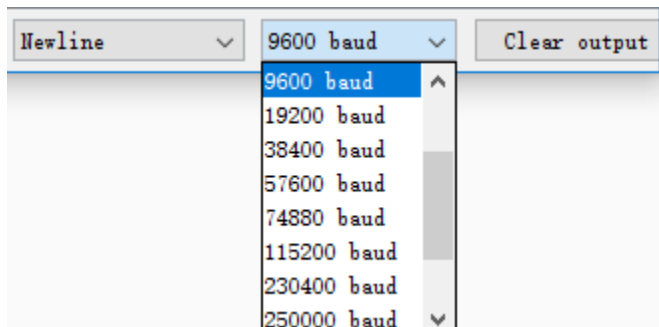 Newline 9600 baud Clear output
9600 baud
19200 baud
38400 baud
57600 baud
74880 baud
115200 baud
230400 baud
250000 baud